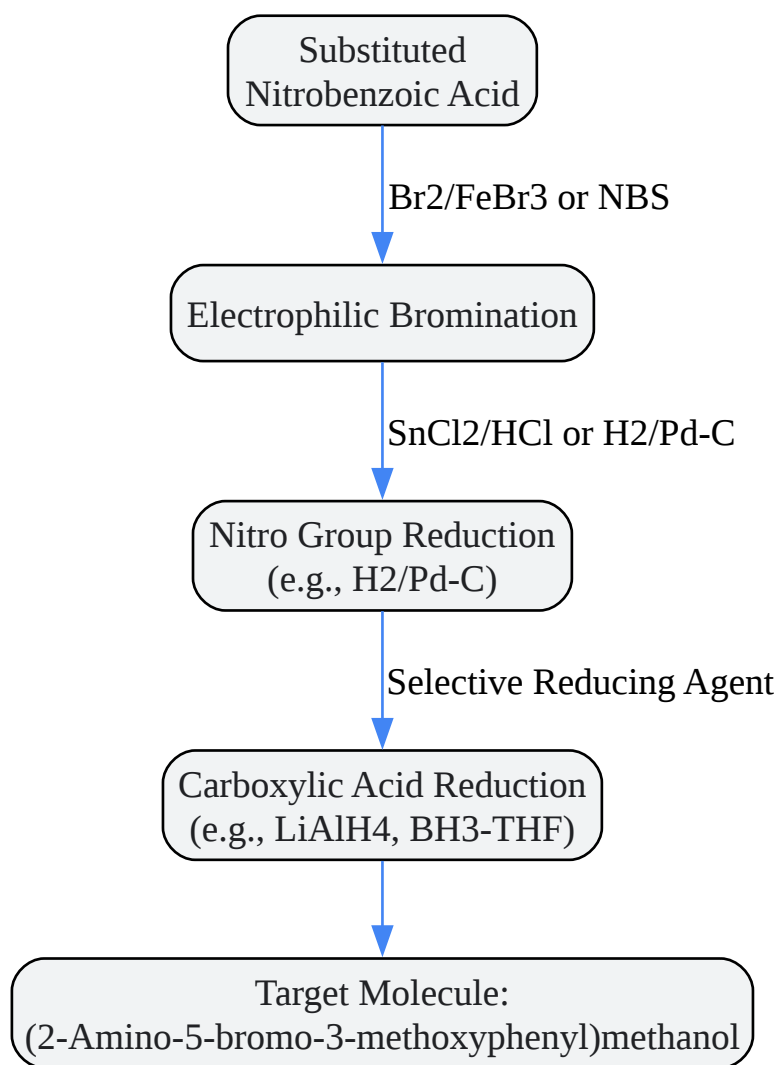 Substituted
Nitrobenzoic Acid
Br2/FeBr3 or NBS
Electrophilic Bromination
SnCl2/HCl or H2/Pd-C
Nitro Group Reduction
(e.g., H2/Pd-C)
Selective Reducing Agent
Carboxylic Acid Reduction
(e.g., LiAlH4, BH3-THF)
Target Molecule:
(2-Amino-5-bromo-3-methoxyphenyl)methanol